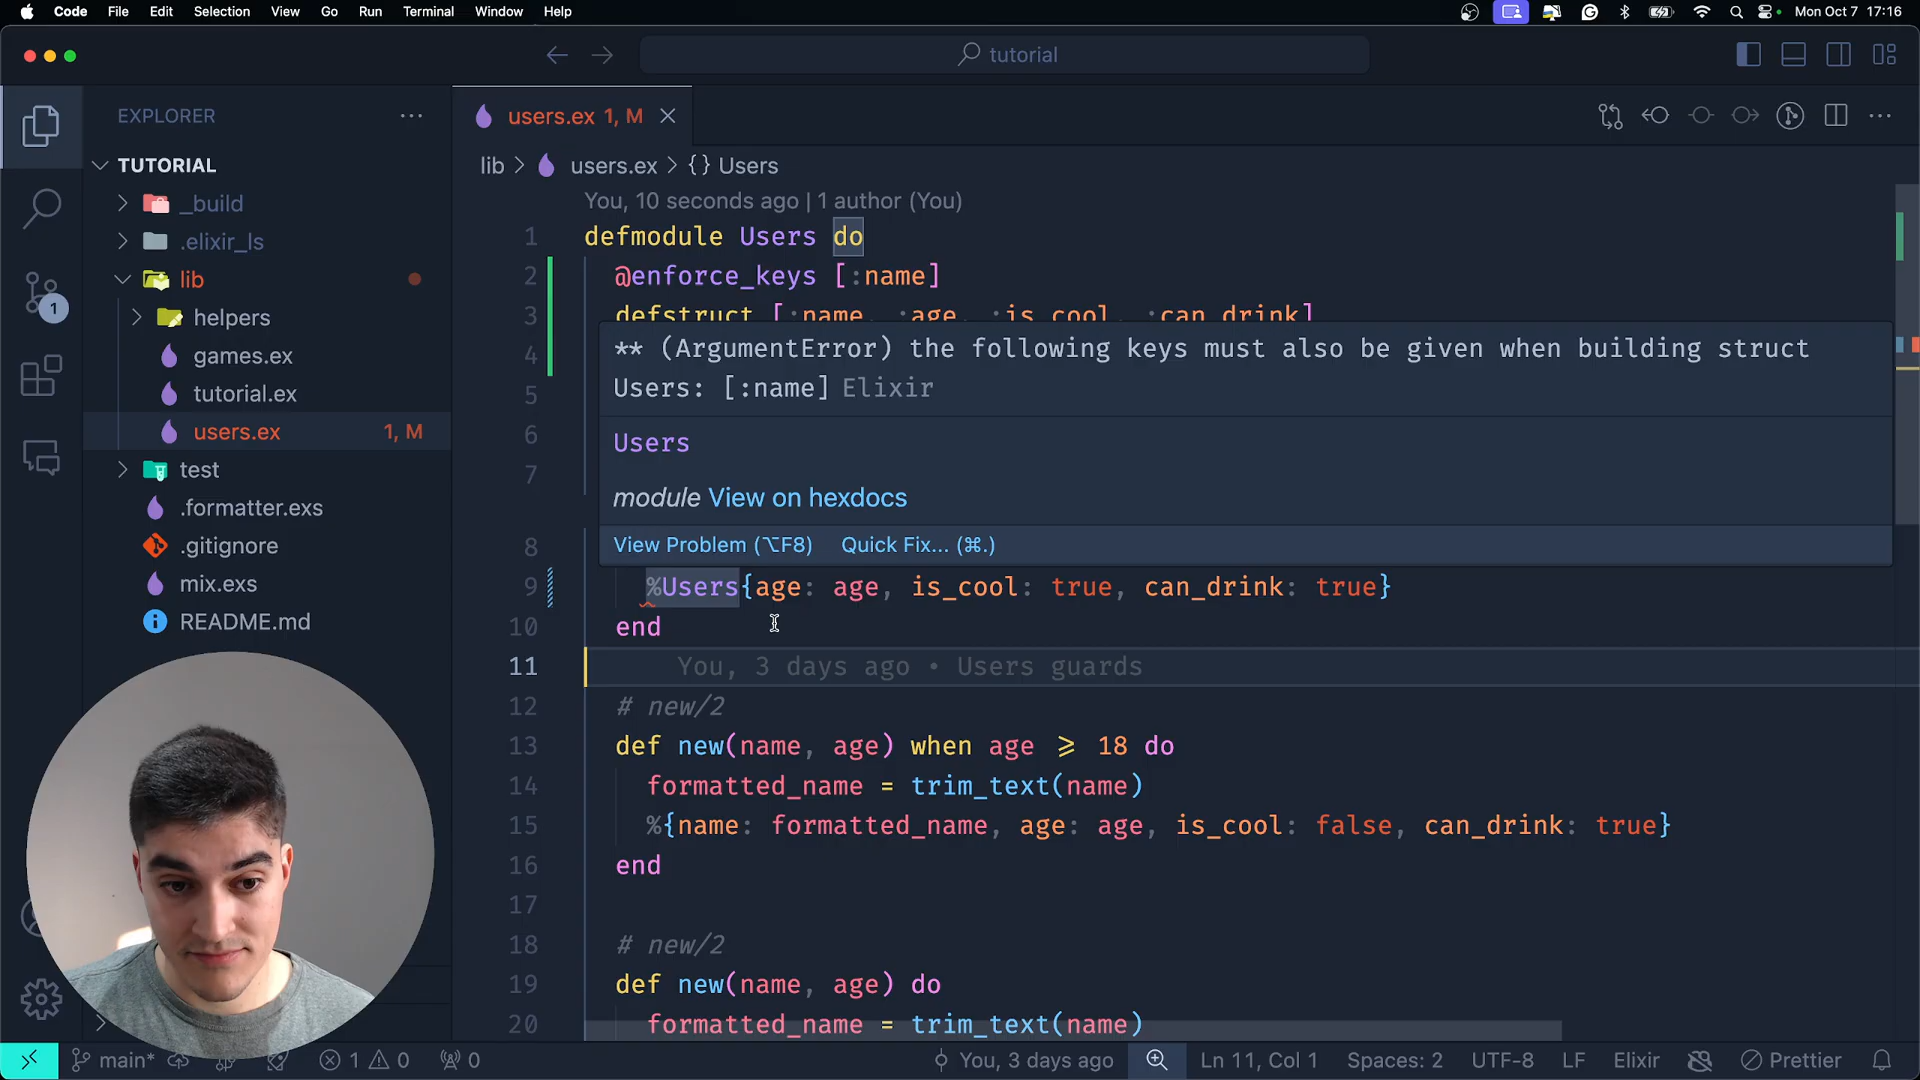 Code File Edit Selection View Go Run Terminal Window Help Mon Oct 7 17:16
tutorial
EXPLORER
TUTORIAL
_build
.elixir_ls
lib
helpers
games.ex
tutorial.ex
users.ex 1, M
test
.formatter.exs
.gitignore
mix.exs
README.md
1
users.ex 1, M
lib > users.ex > {} Users
You, 10 seconds ago | 1 author (You)
1 defmodule Users do
2 @enforce_keys [:name]
3 defstruct [:name, :age, :is_cool, :can_drink]
4
5
6
7
** (ArgumentError) the following keys must also be given when building struct
Users: [:name] Elixir
Users
module View on hexdocs
View Problem (⌥F8) Quick Fix... (⌘.)
8
9 %Users{age: age, is_cool: true, can_drink: true}
10 end
11 You, 3 days ago • Users guards
12 # new/2
13 def new(name, age) when age >= 18 do
14 formatted_name = trim_text(name)
15 %{name: formatted_name, age: age, is_cool: false, can_drink: true}
16 end
17
18 # new/2
19 def new(name, age) do
20 formatted_name = trim_text(name)
main* 1 0 0 You, 3 days ago Ln 11, Col 1 Spaces: 2 UTF-8 LF Elixir Prettier